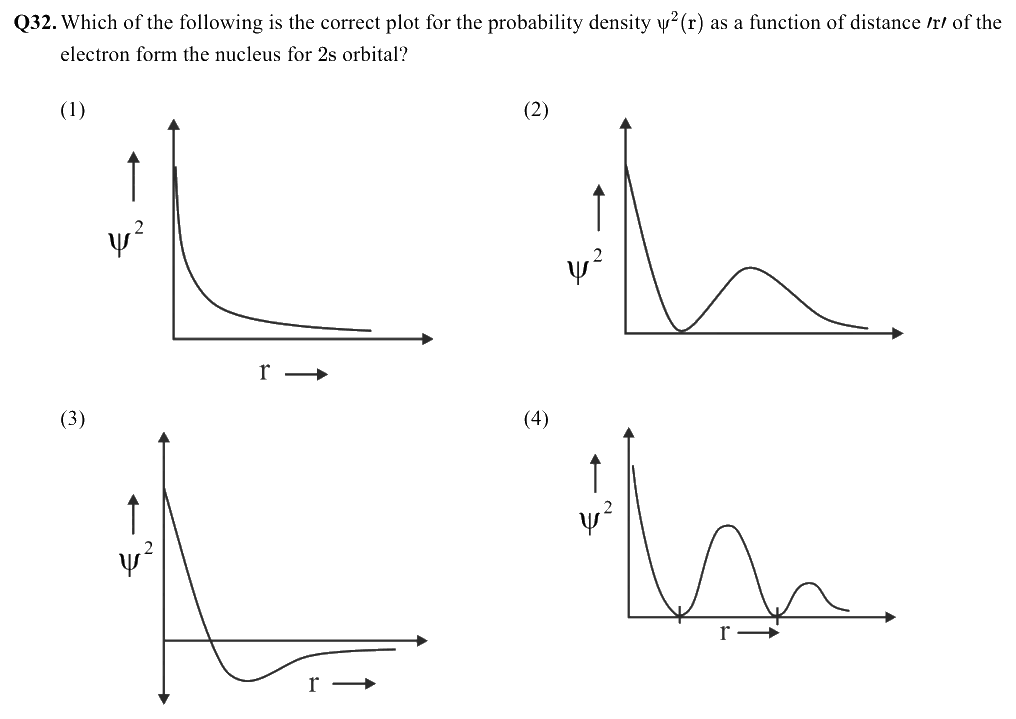 Q32. Which of the following is the correct plot for the probability density ψ²(r) as a function of distance 'r' of the
electron form the nucleus for 2s orbital?
(1)
(2)
ψ²
ψ²
r
(3)
(4)
ψ²
ψ²
r
r